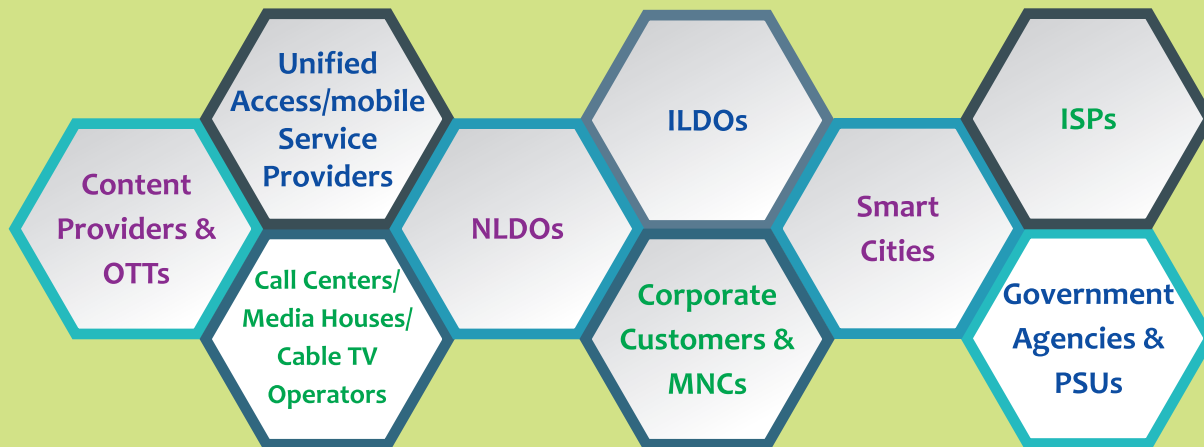 Content
Providers &
OTTs
Unified
Access/mobile
Service
Providers
Call Centers/
Media Houses/
Cable TV
Operators
NLDOs
ILDOs
Corporate
Customers &
MNCs
Smart
Cities
ISPs
Government
Agencies &
PSUs